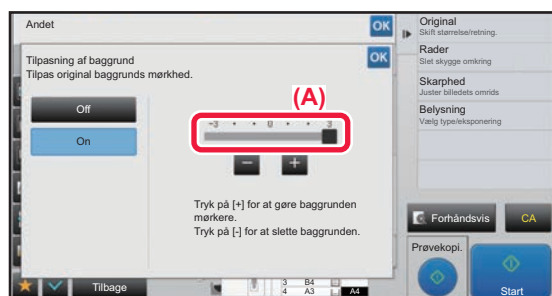 Andet
OK
Tilpasning af baggrund
Tilpas original baggrunds mørkhed.
OK
Off
On
(A)
-3 • • 0 • • 3
− +
Tryk på [+] for at gøre baggrunden
mørkere.
Tryk på [-] for at slette baggrunden.
Tilbage
3 B4
4 A3
A4
Original
Skift størrelse/retning.
Rader
Slet skygge omkring
Skarphed
Juster billedets omrids
Belysning
Vælg type/eksponering
Forhåndsvis
CA
Prøvekopi.
Start